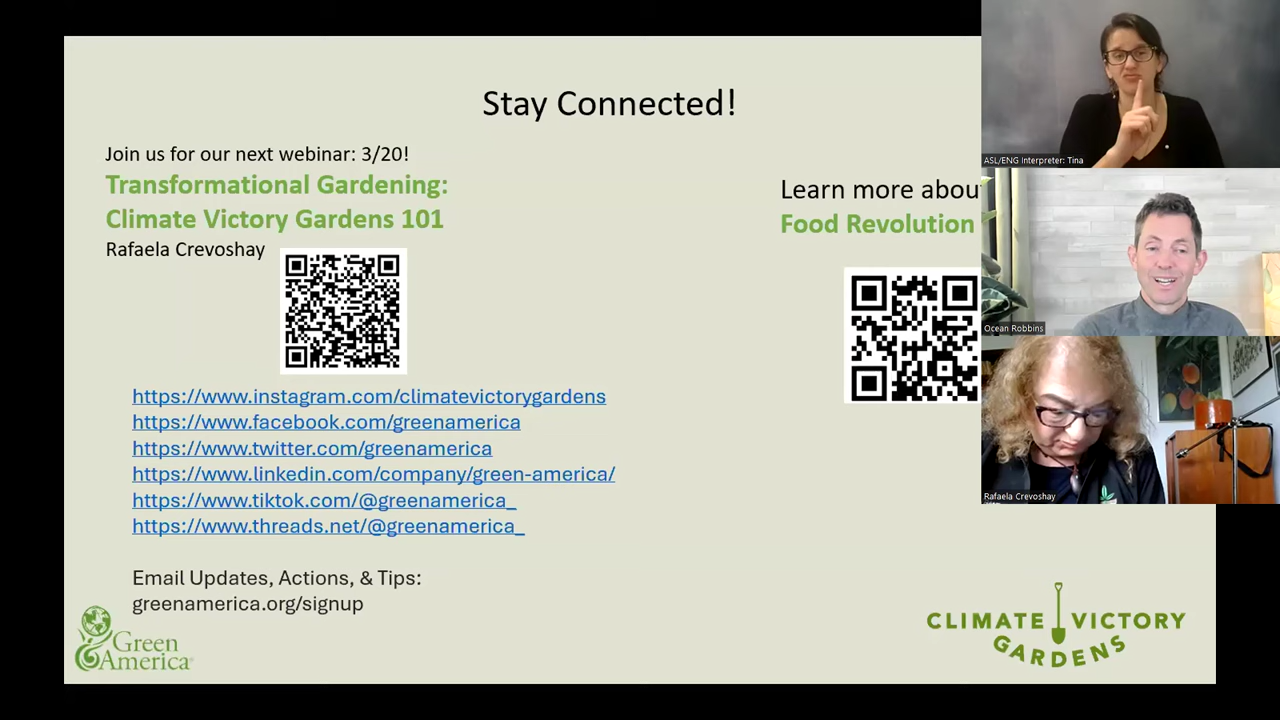 Stay Connected!
Join us for our next webinar: 3/20!
Transformational Gardening:
Climate Victory Gardens 101
Rafaela Crevoshay
https://www.instagram.com/climatevictorygardens
https://www.facebook.com/greenamerica
https://www.twitter.com/greenamerica
https://www.linkedin.com/company/green-america/
https://www.tiktok.com/@greenamerica_
https://www.threads.net/@greenamerica_
Email Updates, Actions, & Tips:
greenamerica.org/signup
Green
America
Learn more
Food Revolution
CLIMATE VICTORY
GARDENS
ASL/ENG Interpreter: Tina
Ocean Robbins
Rafaela Crevoshay